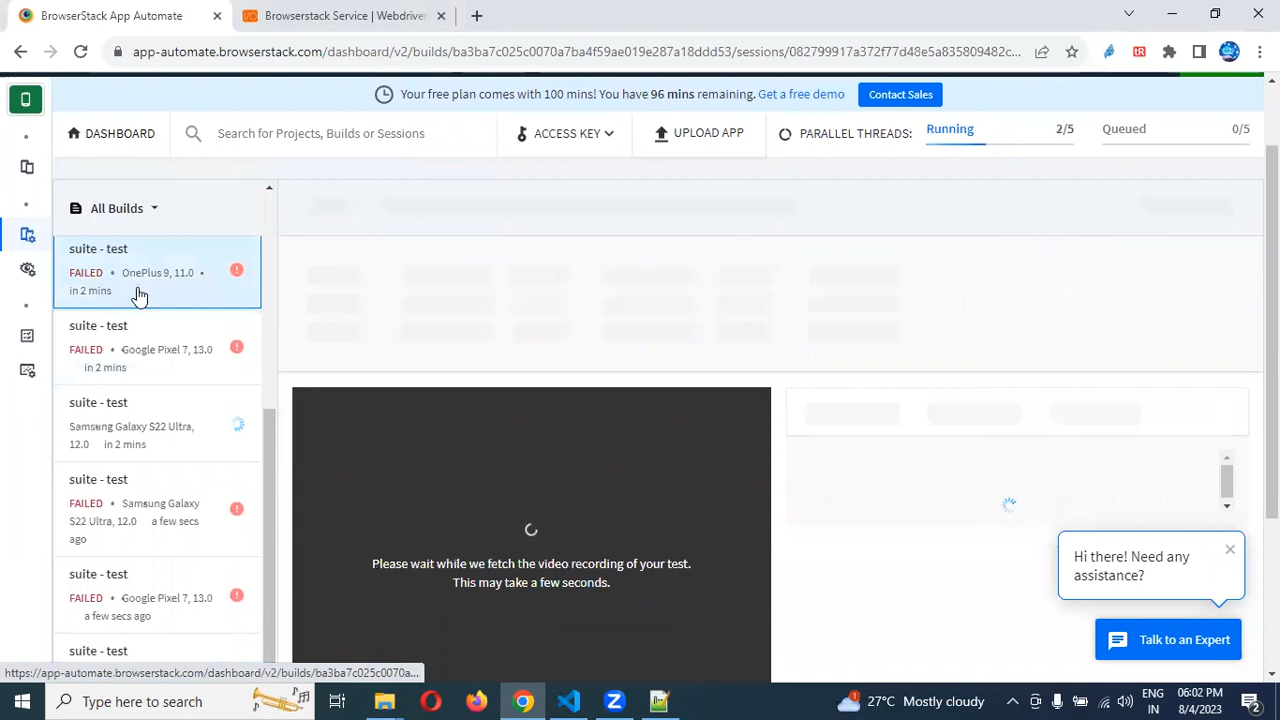 BrowserStack App Automate
Browserstack Service | Webdriver
app-automate.browserstack.com/dashboard/v2/builds/ba3ba7c025c0070a7ba4f59ae019e287a18ddd53/sessions/082799917a372f77d48e5a835809482c...
tR
Your free plan comes with 100 mins! You have 96 mins remaining. Get a free demo
Contact Sales
DASHBOARD
Search for Projects, Builds or Sessions
ACCESS KEY
UPLOAD APP
PARALLEL THREADS:
Running 2/5
Queued 0/5
All Builds
suite - test
FAILED • OnePlus 9, 11.0 •
in 2 mins
suite - test
FAILED • Google Pixel 7, 13.0
in 2 mins
suite - test
Samsung Galaxy S22 Ultra,
12.0 in 2 mins
suite - test
FAILED • Samsung Galaxy
S22 Ultra, 12.0 a few secs
ago
suite - test
FAILED • Google Pixel 7, 13.0
a few secs ago
suite - test
Please wait while we fetch the video recording of your test.
This may take a few seconds.
Hi there! Need any
assistance?
Talk to an Expert
https://app-automate.browserstack.com/dashboard/v2/builds/ba3ba7c025c0070a...
Type here to search
27°C Mostly cloudy
ENG
IN
06:02 PM
8/4/2023
2